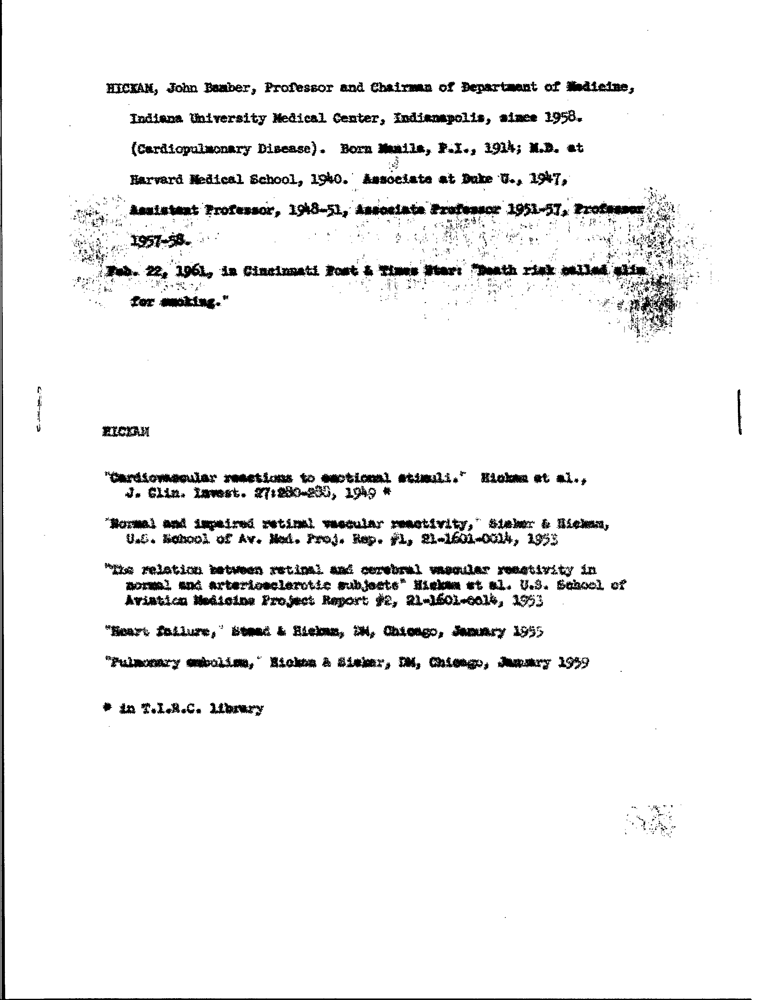 HICKAM, John Bamber, Professor and Chairman of Department of Medicine,
Indiana University Medical Center, Indianapolis, since 1958.
(Cardiopulmonary Disease). Born Manila, P.I., 1914; M.D. at
Harvard Medical School, 1940. Associate at Duke U., 1947,
Assistant Professor, 1948-51, Associate Professor 1951-57, Professor
1957-58.
Feb. 22, 1961, in Cincinnati Post & Times Star: "Death risk called slim
for smoking."
HICKAM
"Cardiovascular reactions to emotional stimuli." Hickam et al.,
J. Clin. Invest. 27: 1949 *
"Normal and impaired retinal vascular reactivity," Sieker & Hickam,
U.S. School of Av. Med. Proj. Rep. #1, 21-1601-0014, 1953
"The relation between retinal and cerebral vascular reactivity in
normal and arteriosclerotic subjects" Hickam et al. U.S. School of
Aviation Medicine Project Report #2, 21-1601-0014, 1953
"Heart failure," Stead & Hickam, DM, Chicago, January 1955
"Pulmonary embolism," Hickam & Sieker, DM, Chicago, January 1959
* in T.I.R.C. library